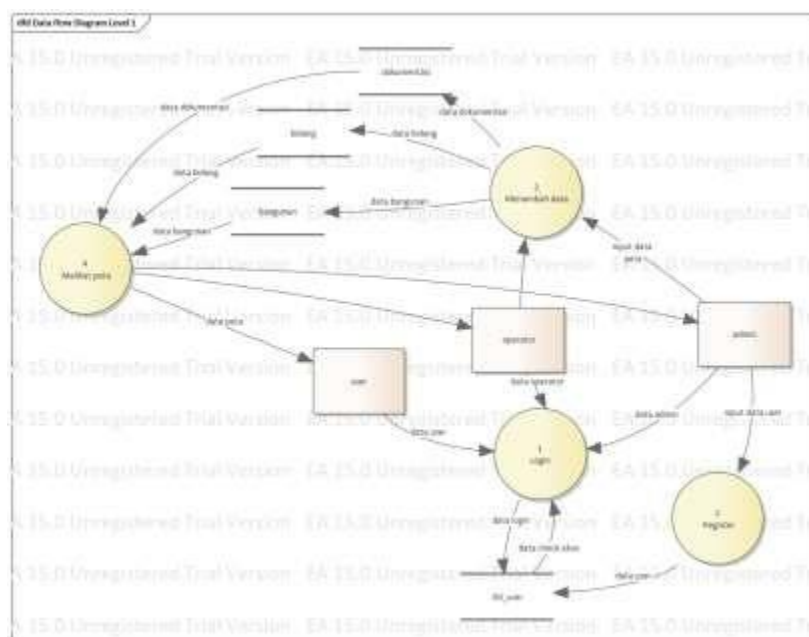 dfd Data Flow Diagram Level 1
EA 15.0 Unregistered Trial Version
dokumentasi
data dokumentasi
data dokumentasi
bidang
data bidang
data bidang
Menambah data
data bangunan
bangunan
data bangunan
input data
peta
4
Melihat peta
data peta
operator
admin
user
data operator
data user
data admin
input data user
1
Login
2
Register
data login
data check akun
data user
tbl_user